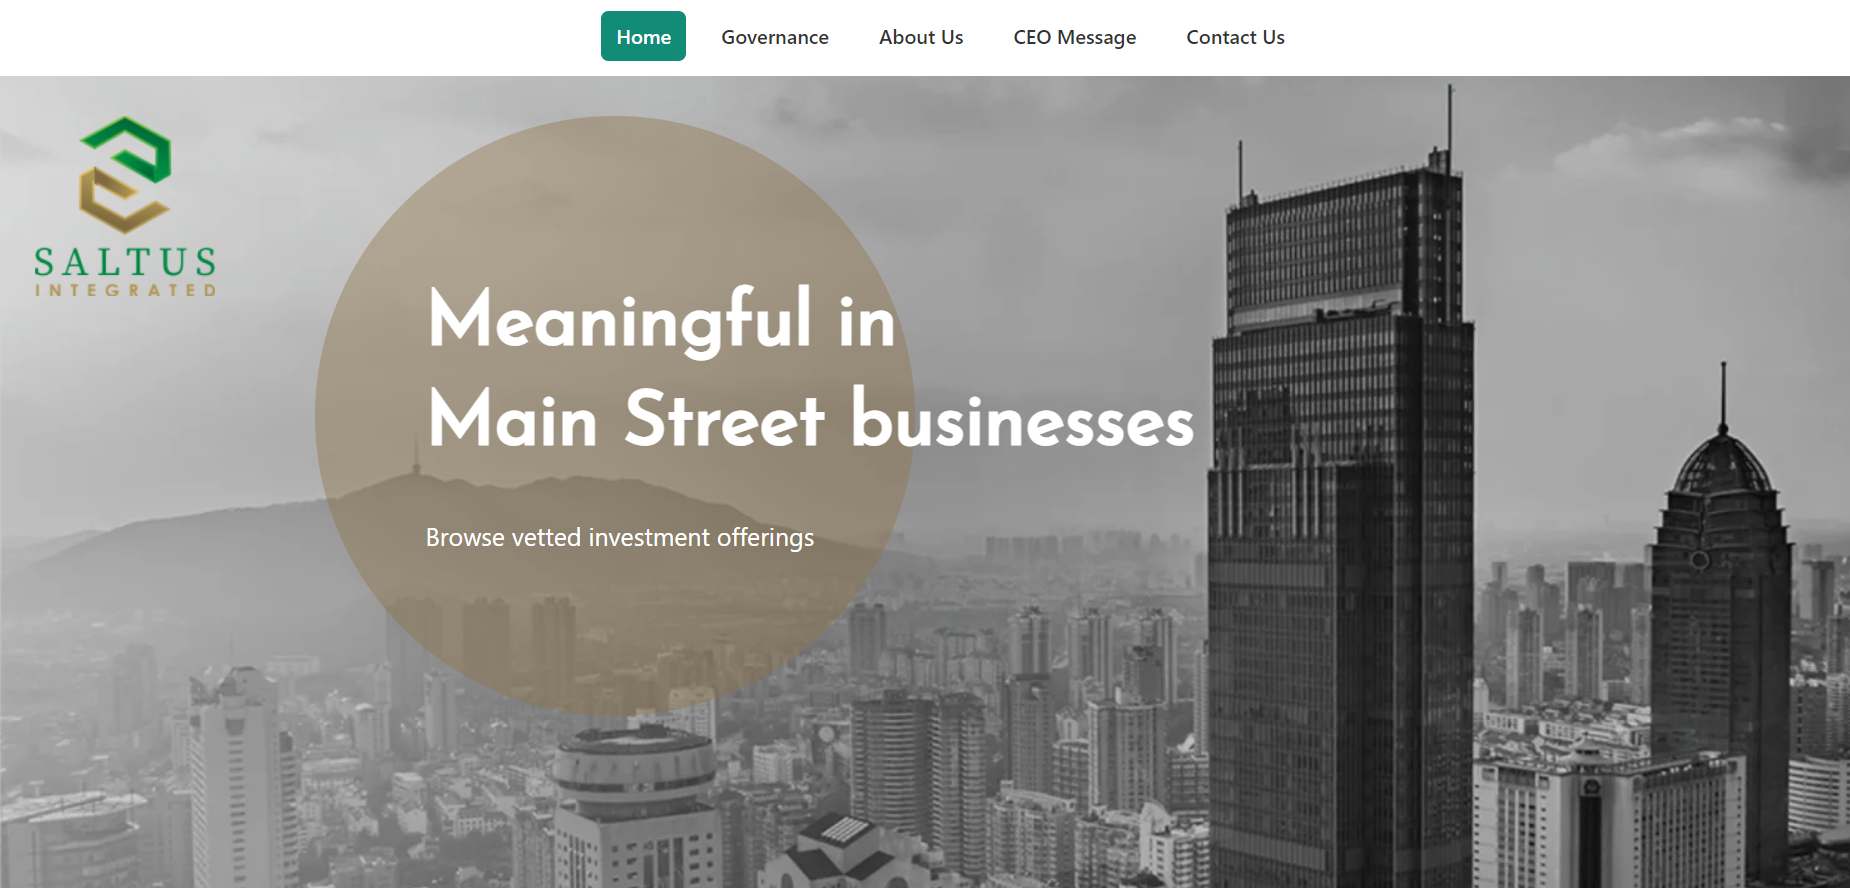 Home Governance About Us CEO Message Contact Us
SALTUS
INTEGRATED
Meaningful in
Main Street businesses
Browse vetted investment offerings